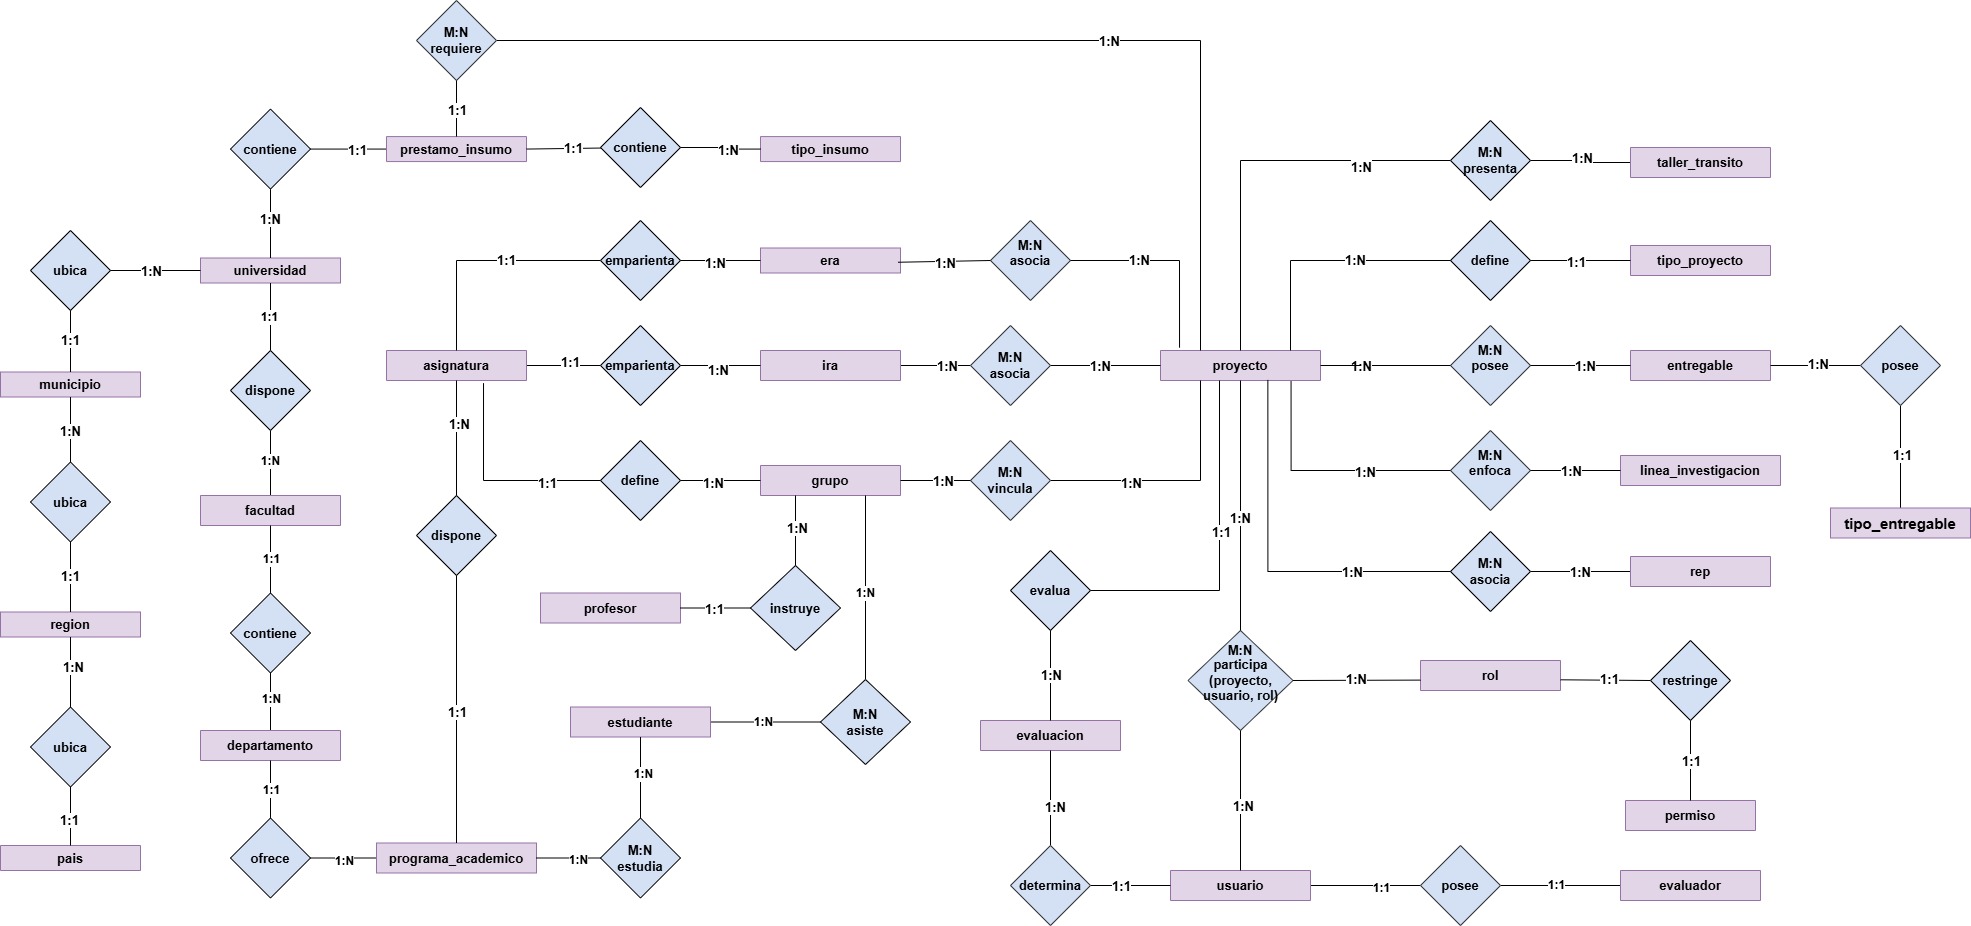 M:N
requiere
1:N
1:1
contiene
1:1
prestamo_insumo
1:1
contiene
1:N
tipo_insumo
M:N
presenta
1:N
1:N
taller_transito
1:N
ubica
1:N
universidad
1:1
emparienta
1:N
era
1:N
M:N
asocia
1:N
1:N
define
1:1
tipo_proyecto
1:1
1:1
municipio
dispone
asignatura
1:1
emparienta
1:N
ira
1:N
M:N
asocia
1:N
proyecto
1:N
M:N
posee
1:N
entregable
1:N
posee
1:N
1:N
1:N
1:1
define
1:N
grupo
1:N
M:N
vincula
1:N
1:N
M:N
enfoca
1:N
linea_investigacion
1:1
ubica
facultad
dispone
1:N
1:1
1:N
tipo_entregable
1:1
1:1
evalua
1:N
M:N
asocia
1:N
rep
region
contiene
profesor
1:1
instruye
1:N
1:N
1:N
1:N
M:N
participa
(proyecto,
usuario, rol)
1:N
rol
1:1
restringe
ubica
departamento
1:1
estudiante
1:N
M:N
asiste
evaluacion
1:1
1:1
1:1
1:N
1:N
1:N
permiso
pais
ofrece
1:N
programa_academico
1:N
M:N
estudia
determina
1:1
usuario
1:1
posee
1:1
evaluador